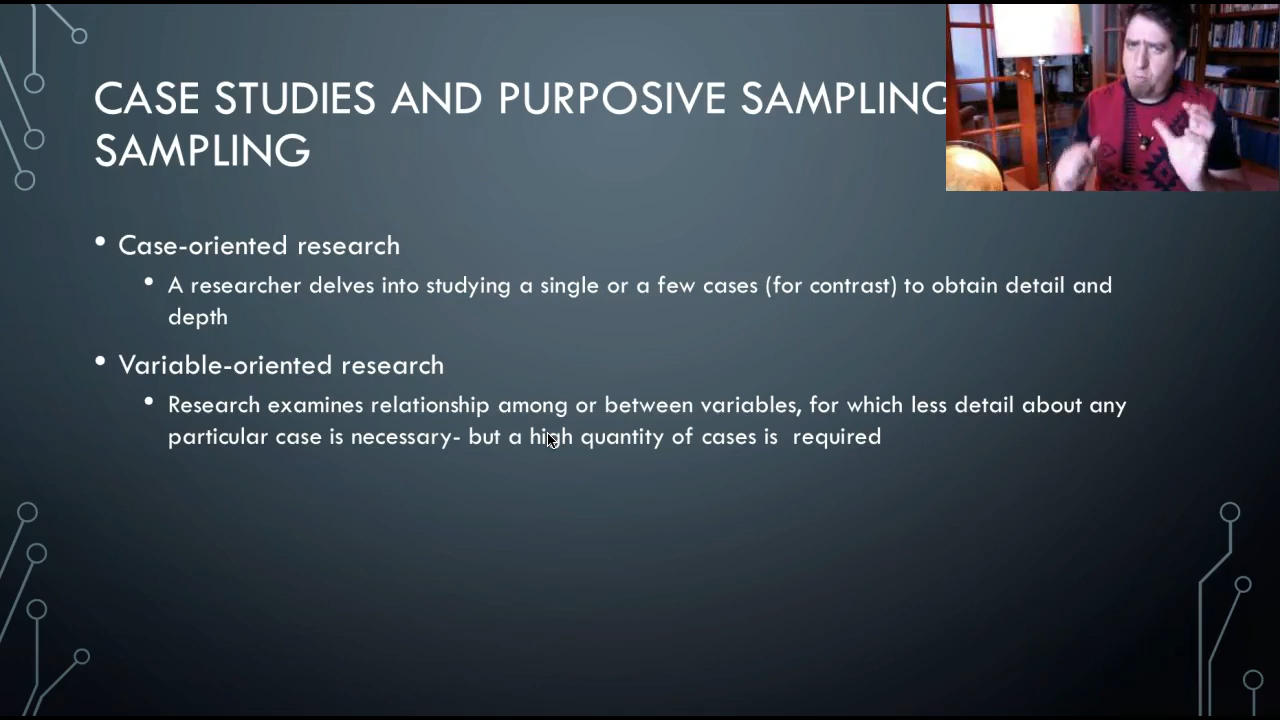 CASE STUDIES AND PURPOSIVE SAMPLING
SAMPLING
• Case-oriented research
• A researcher delves into studying a single or a few cases (for contrast) to obtain detail and
depth
• Variable-oriented research
• Research examines relationship among or between variables, for which less detail about any
particular case is necessary- but a high quantity of cases is  required